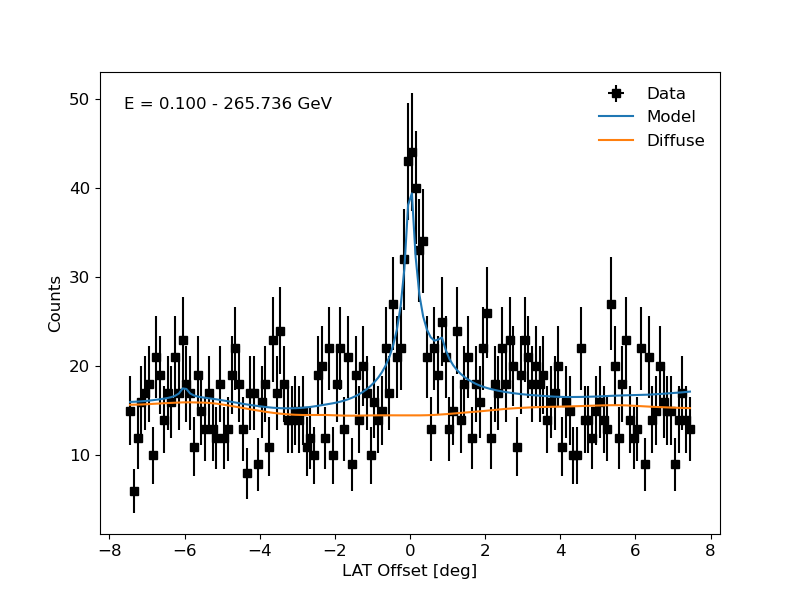 E = 0.100 - 265.736 GeV
Data
Model
Diffuse
50
40
30
20
10
Counts
−8 −6 −4 −2 0 2 4 6 8
LAT Offset [deg]